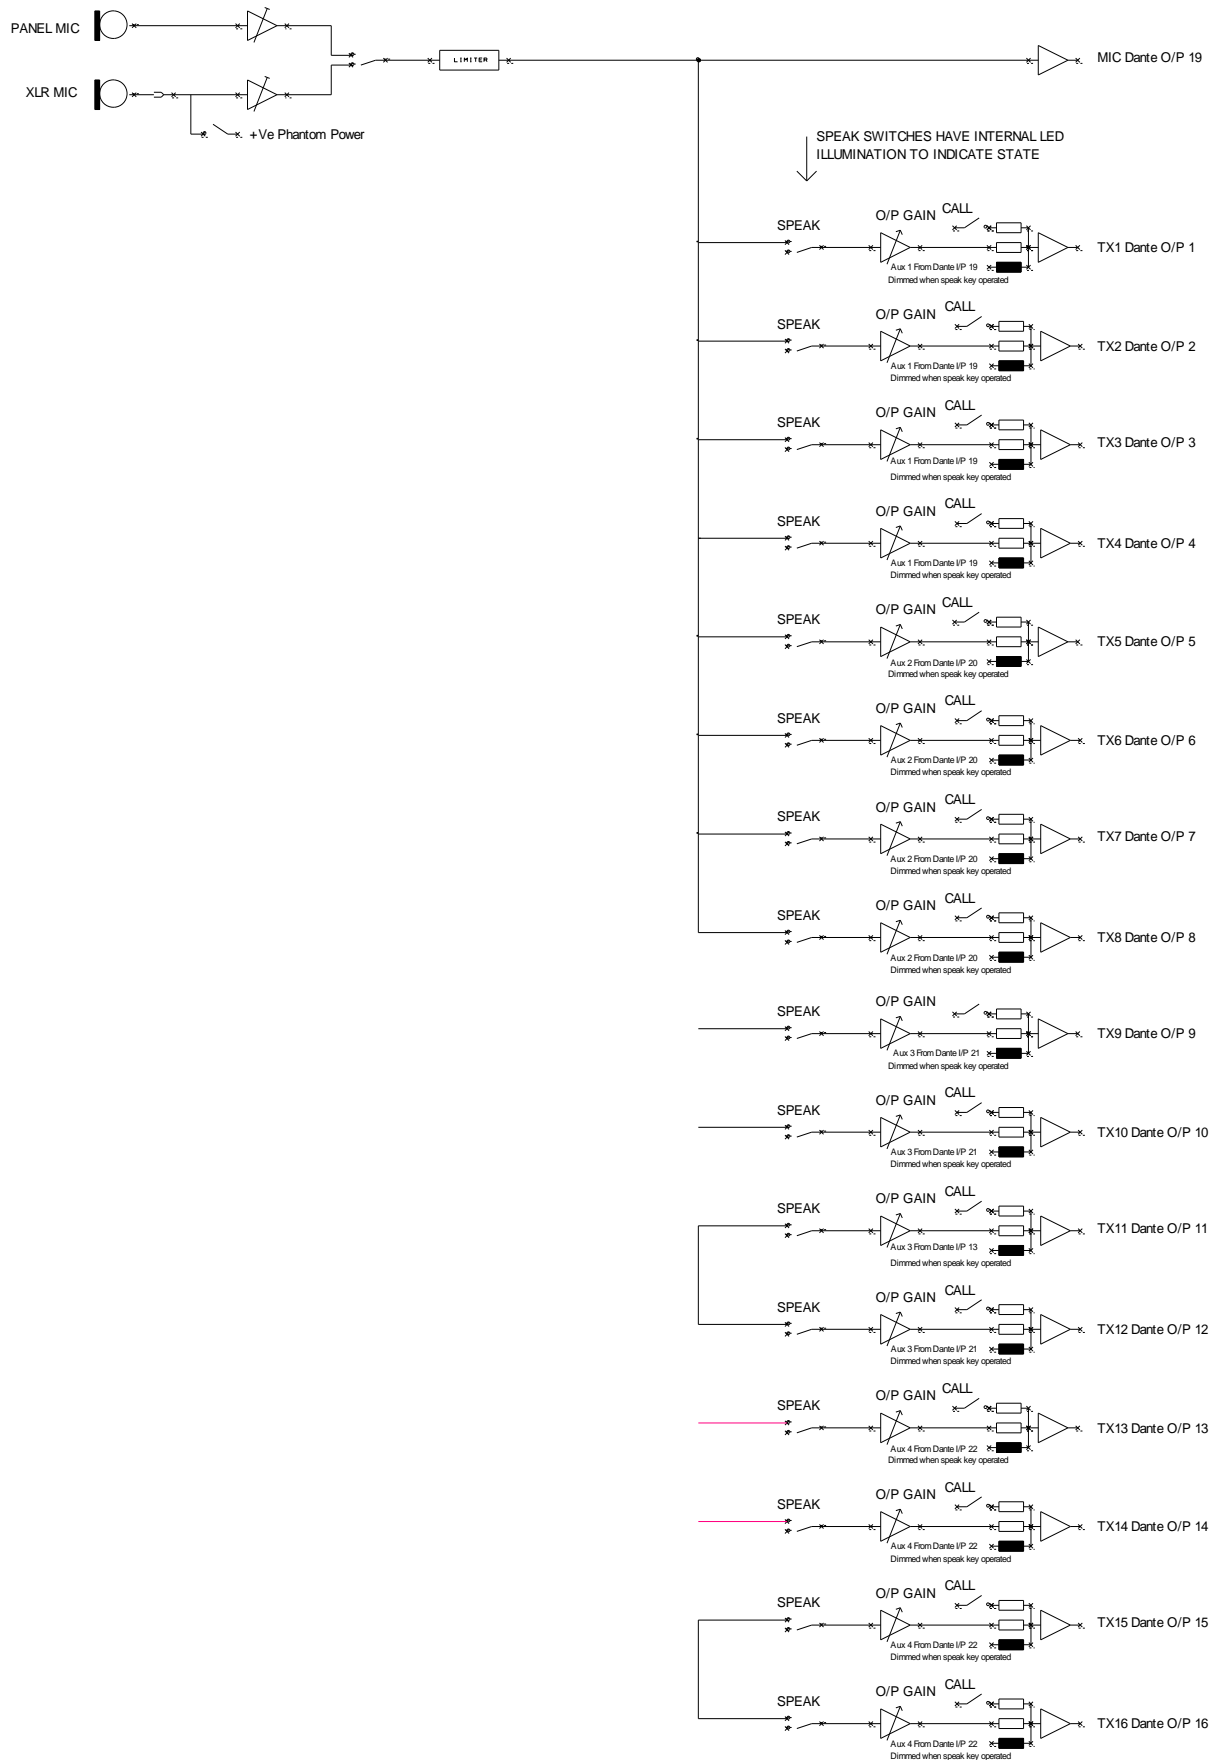 PANEL MIC
LIMITER
MIC Dante O/P 19
XLR MIC
+Ve Phantom Power
SPEAK SWITCHES HAVE INTERNAL LED
ILLUMINATION TO INDICATE STATE
SPEAK
O/P GAIN
CALL
TX1 Dante O/P 1
Aux 1 From Dante I/P 19
Dimmed when speak key operated
SPEAK
O/P GAIN
CALL
TX2 Dante O/P 2
Aux 1 From Dante I/P 19
Dimmed when speak key operated
SPEAK
O/P GAIN
CALL
TX3 Dante O/P 3
Aux 1 From Dante I/P 19
Dimmed when speak key operated
SPEAK
O/P GAIN
CALL
TX4 Dante O/P 4
Aux 1 From Dante I/P 19
Dimmed when speak key operated
SPEAK
O/P GAIN
CALL
TX5 Dante O/P 5
Aux 2 From Dante I/P 20
Dimmed when speak key operated
SPEAK
O/P GAIN
CALL
TX6 Dante O/P 6
Aux 2 From Dante I/P 20
Dimmed when speak key operated
SPEAK
O/P GAIN
CALL
TX7 Dante O/P 7
Aux 2 From Dante I/P 20
Dimmed when speak key operated
SPEAK
O/P GAIN
CALL
TX8 Dante O/P 8
Aux 2 From Dante I/P 20
Dimmed when speak key operated
SPEAK
O/P GAIN
TX9 Dante O/P 9
Aux 3 From Dante I/P 21
Dimmed when speak key operated
SPEAK
O/P GAIN
CALL
TX10 Dante O/P 10
Aux 3 From Dante I/P 21
Dimmed when speak key operated
SPEAK
O/P GAIN
CALL
TX11 Dante O/P 11
Aux 3 From Dante I/P 13
Dimmed when speak key operated
SPEAK
O/P GAIN
CALL
TX12 Dante O/P 12
Aux 3 From Dante I/P 21
Dimmed when speak key operated
SPEAK
O/P GAIN
CALL
TX13 Dante O/P 13
Aux 4 From Dante I/P 22
Dimmed when speak key operated
SPEAK
O/P GAIN
CALL
TX14 Dante O/P 14
Aux 4 From Dante I/P 22
Dimmed when speak key operated
SPEAK
O/P GAIN
CALL
TX15 Dante O/P 15
Aux 4 From Dante I/P 22
Dimmed when speak key operated
SPEAK
O/P GAIN
CALL
TX16 Dante O/P 16
Aux 4 From Dante I/P 22
Dimmed when speak key operated